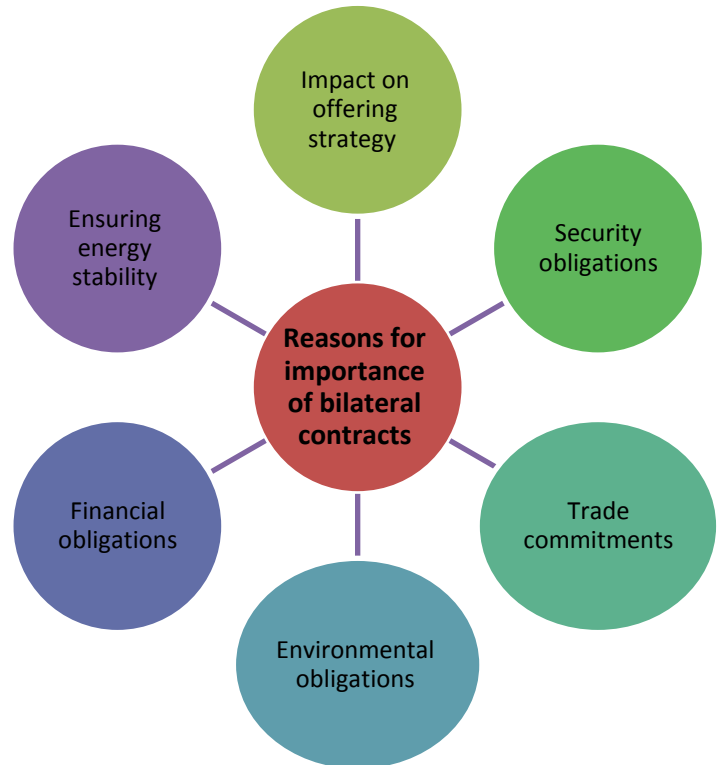 Impact on
offering
strategy
Security
obligations
Trade
commitments
Environmental
obligations
Financial
obligations
Ensuring
energy
stability
Reasons for
importance
of bilateral
contracts